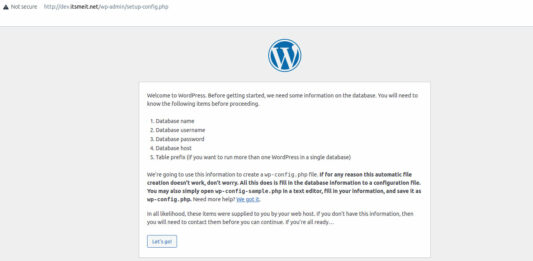 Not secure http://dev.itsmeit.net/wp-admin/setup-config.php
Welcome to WordPress. Before getting started, we need some information on the database. You will need to
know the following items before proceeding.
1. Database name
2. Database username
3. Database password
4. Database host
5. Table prefix (if you want to run more than one WordPress in a single database)
We're going to use this information to create a wp-config.php file. If for any reason this automatic file
creation doesn't work, don't worry. All this does is fill in the database information to a configuration file.
You may also simply open wp-config-sample.php in a text editor, fill in your information, and save it as
wp-config.php. Need more help? We got it.
In all likelihood, these items were supplied to you by your web host. If you don't have this information, then
you will need to contact them before you can continue. If you're all ready…
Let's go!